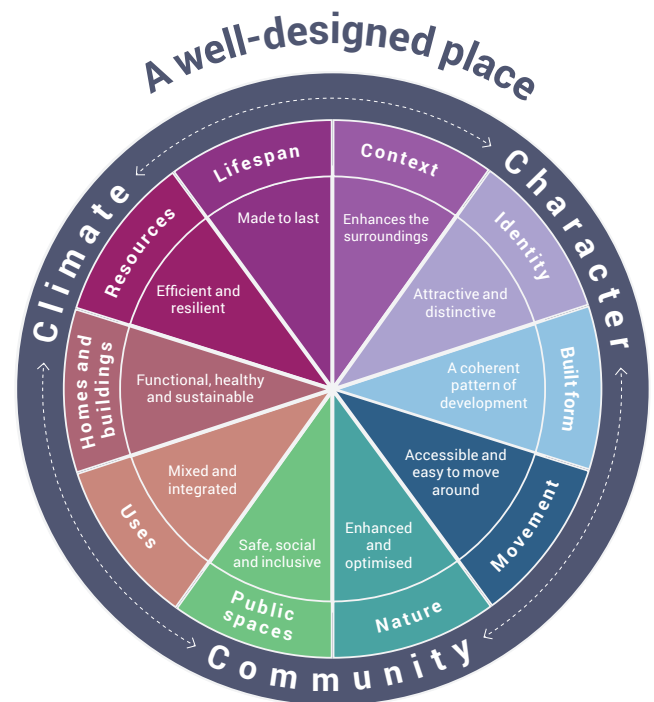 A well-designed place
Climate
Character
Community
Context
Enhances the
surroundings
Identity
Attractive and
distinctive
Built form
A coherent
pattern of
development
Movement
Accessible and
easy to move
around
Nature
Enhanced
and
optimised
Public
spaces
Safe, social
and inclusive
Uses
Mixed and
integrated
Homes and
buildings
Functional, healthy
and sustainable
Resources
Efficient and
resilient
Lifespan
Made to last